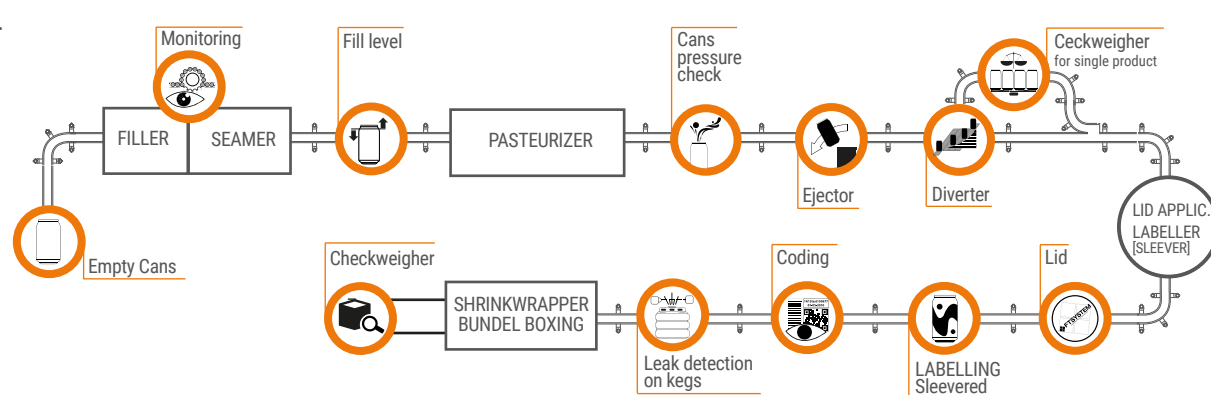 Monitoring
Fill level
Cans
pressure
check
Ceckweigher
for single product
FILLER
SEAMER
PASTEURIZER
Ejector
Diverter
LID APPLIC.
LABELLER
[SLEEVER]
Empty Cans
Checkweigher
SHRINKWRAPPER
BUNDEL BOXING
Leak detection
on kegs
Coding
LABELLING
Sleevered
Lid
FTSYSTEM